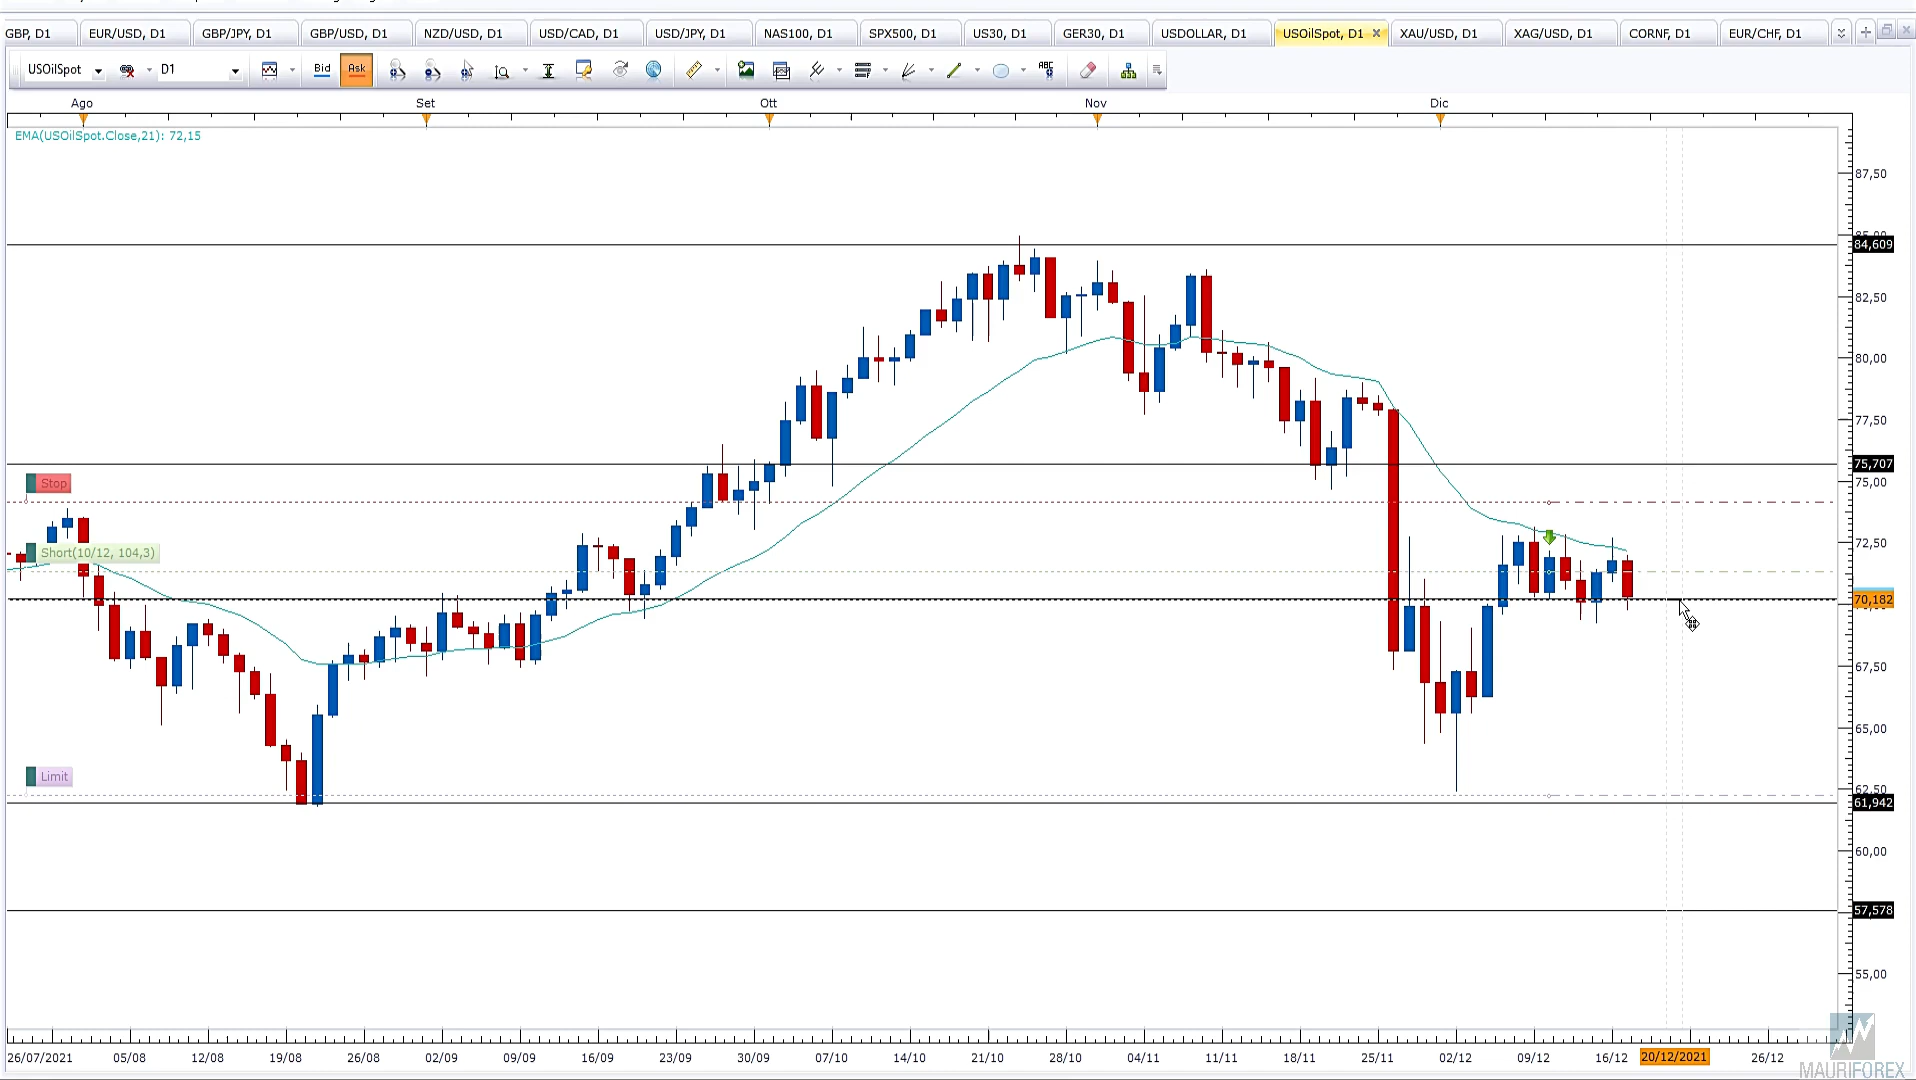 GBP, D1 EUR/USD, D1 GBP/JPY, D1 GBP/USD, D1 NZD/USD, D1 USD/CAD, D1 USD/JPY, D1 NAS100, D1 SPX500, D1 US30, D1 GER30, D1 USDOLLAR, D1 USOilSpot, D1 XAU/USD, D1 XAG/USD, D1 CORNF, D1 EUR/CHF, D1
USOilSpot D1 Bid Ask ABC
Ago Set Ott Nov Dic
EMA(USOilSpot.Close,21): 72,15
87,50
85,00
84,609
82,50
80,00
77,50
75,707
Stop
75,00
72,50
Short(10/12, 104,3)
70,182
67,50
65,00
Limit
62,50
61,942
60,00
57,578
55,00
26/07/2021 05/08 12/08 19/08 26/08 02/09 09/09 16/09 23/09 30/09 07/10 14/10 21/10 28/10 04/11 11/11 18/11 25/11 02/12 09/12 16/12 20/12/2021 26/12
MAURIFOREX